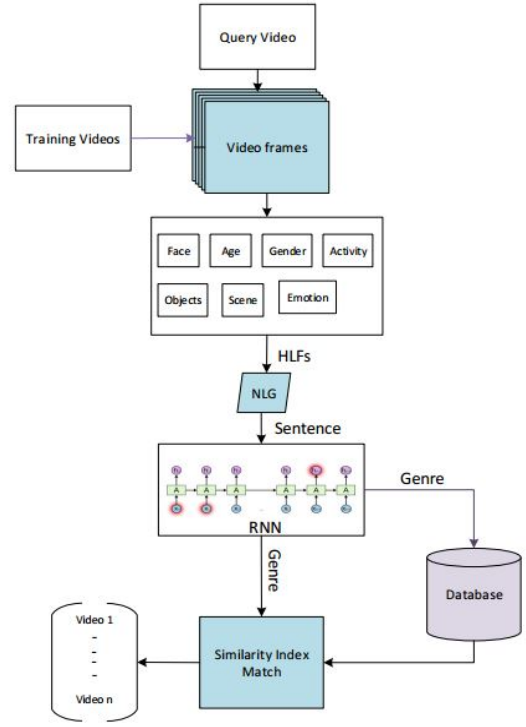 Query Video
Training Videos
Video frames
Face
Age
Gender
Activity
Objects
Scene
Emotion
HLFs
NLG
Sentence
A
A
A
A
A
A
RNN
Genre
Genre
Database
Video 1
-
-
-
-
Video n
Similarity Index
Match